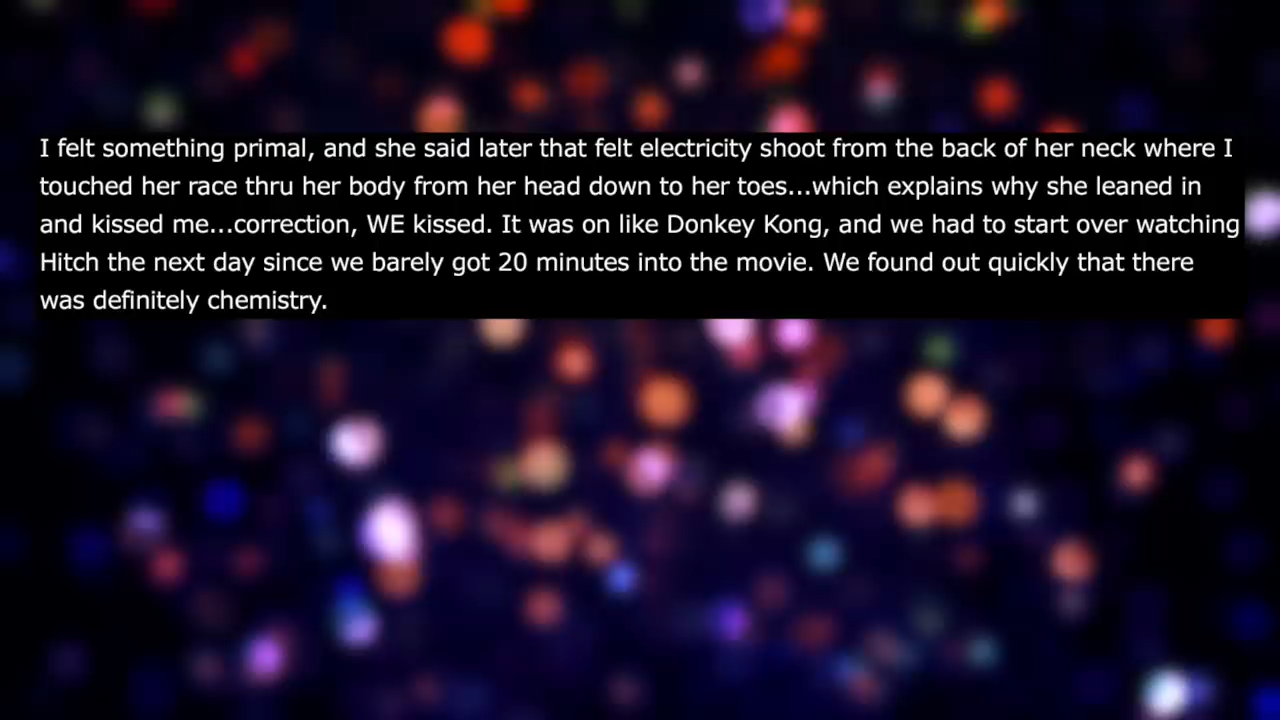 I felt something primal, and she said later that felt electricity shoot from the back of her neck where I
touched her race thru her body from her head down to her toes...which explains why she leaned in
and kissed me...correction, WE kissed. It was on like Donkey Kong, and we had to start over watching
Hitch the next day since we barely got 20 minutes into the movie. We found out quickly that there
was definitely chemistry.